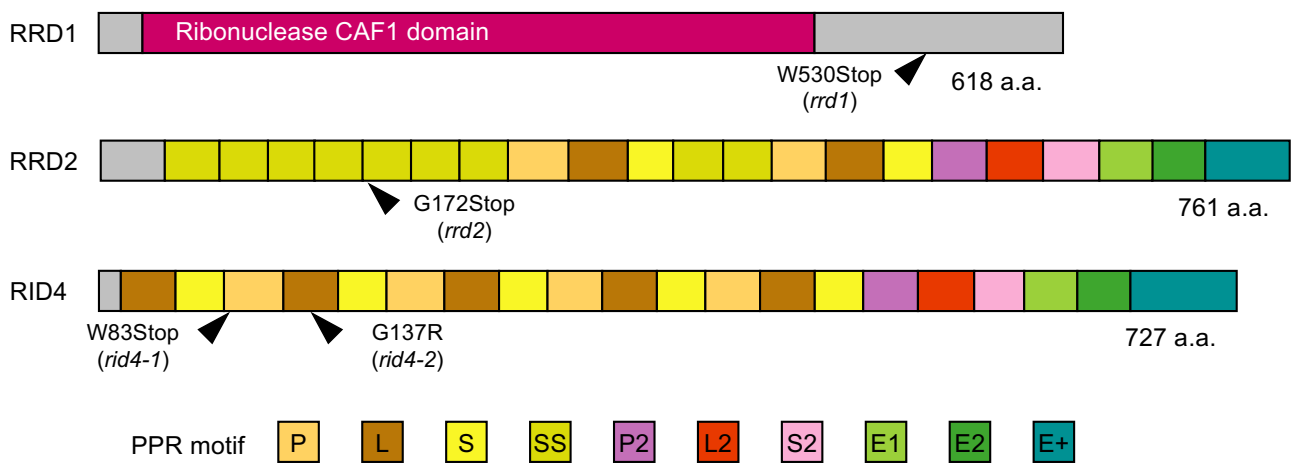 RRD1
Ribonuclease CAF1 domain
W530Stop
(rrd1)
618 a.a.
RRD2
G172Stop
(rrd2)
761 a.a.
RID4
W83Stop
(rid4-1)
G137R
(rid4-2)
727 a.a.
PPR motif P L S SS P2 L2 S2 E1 E2 E+